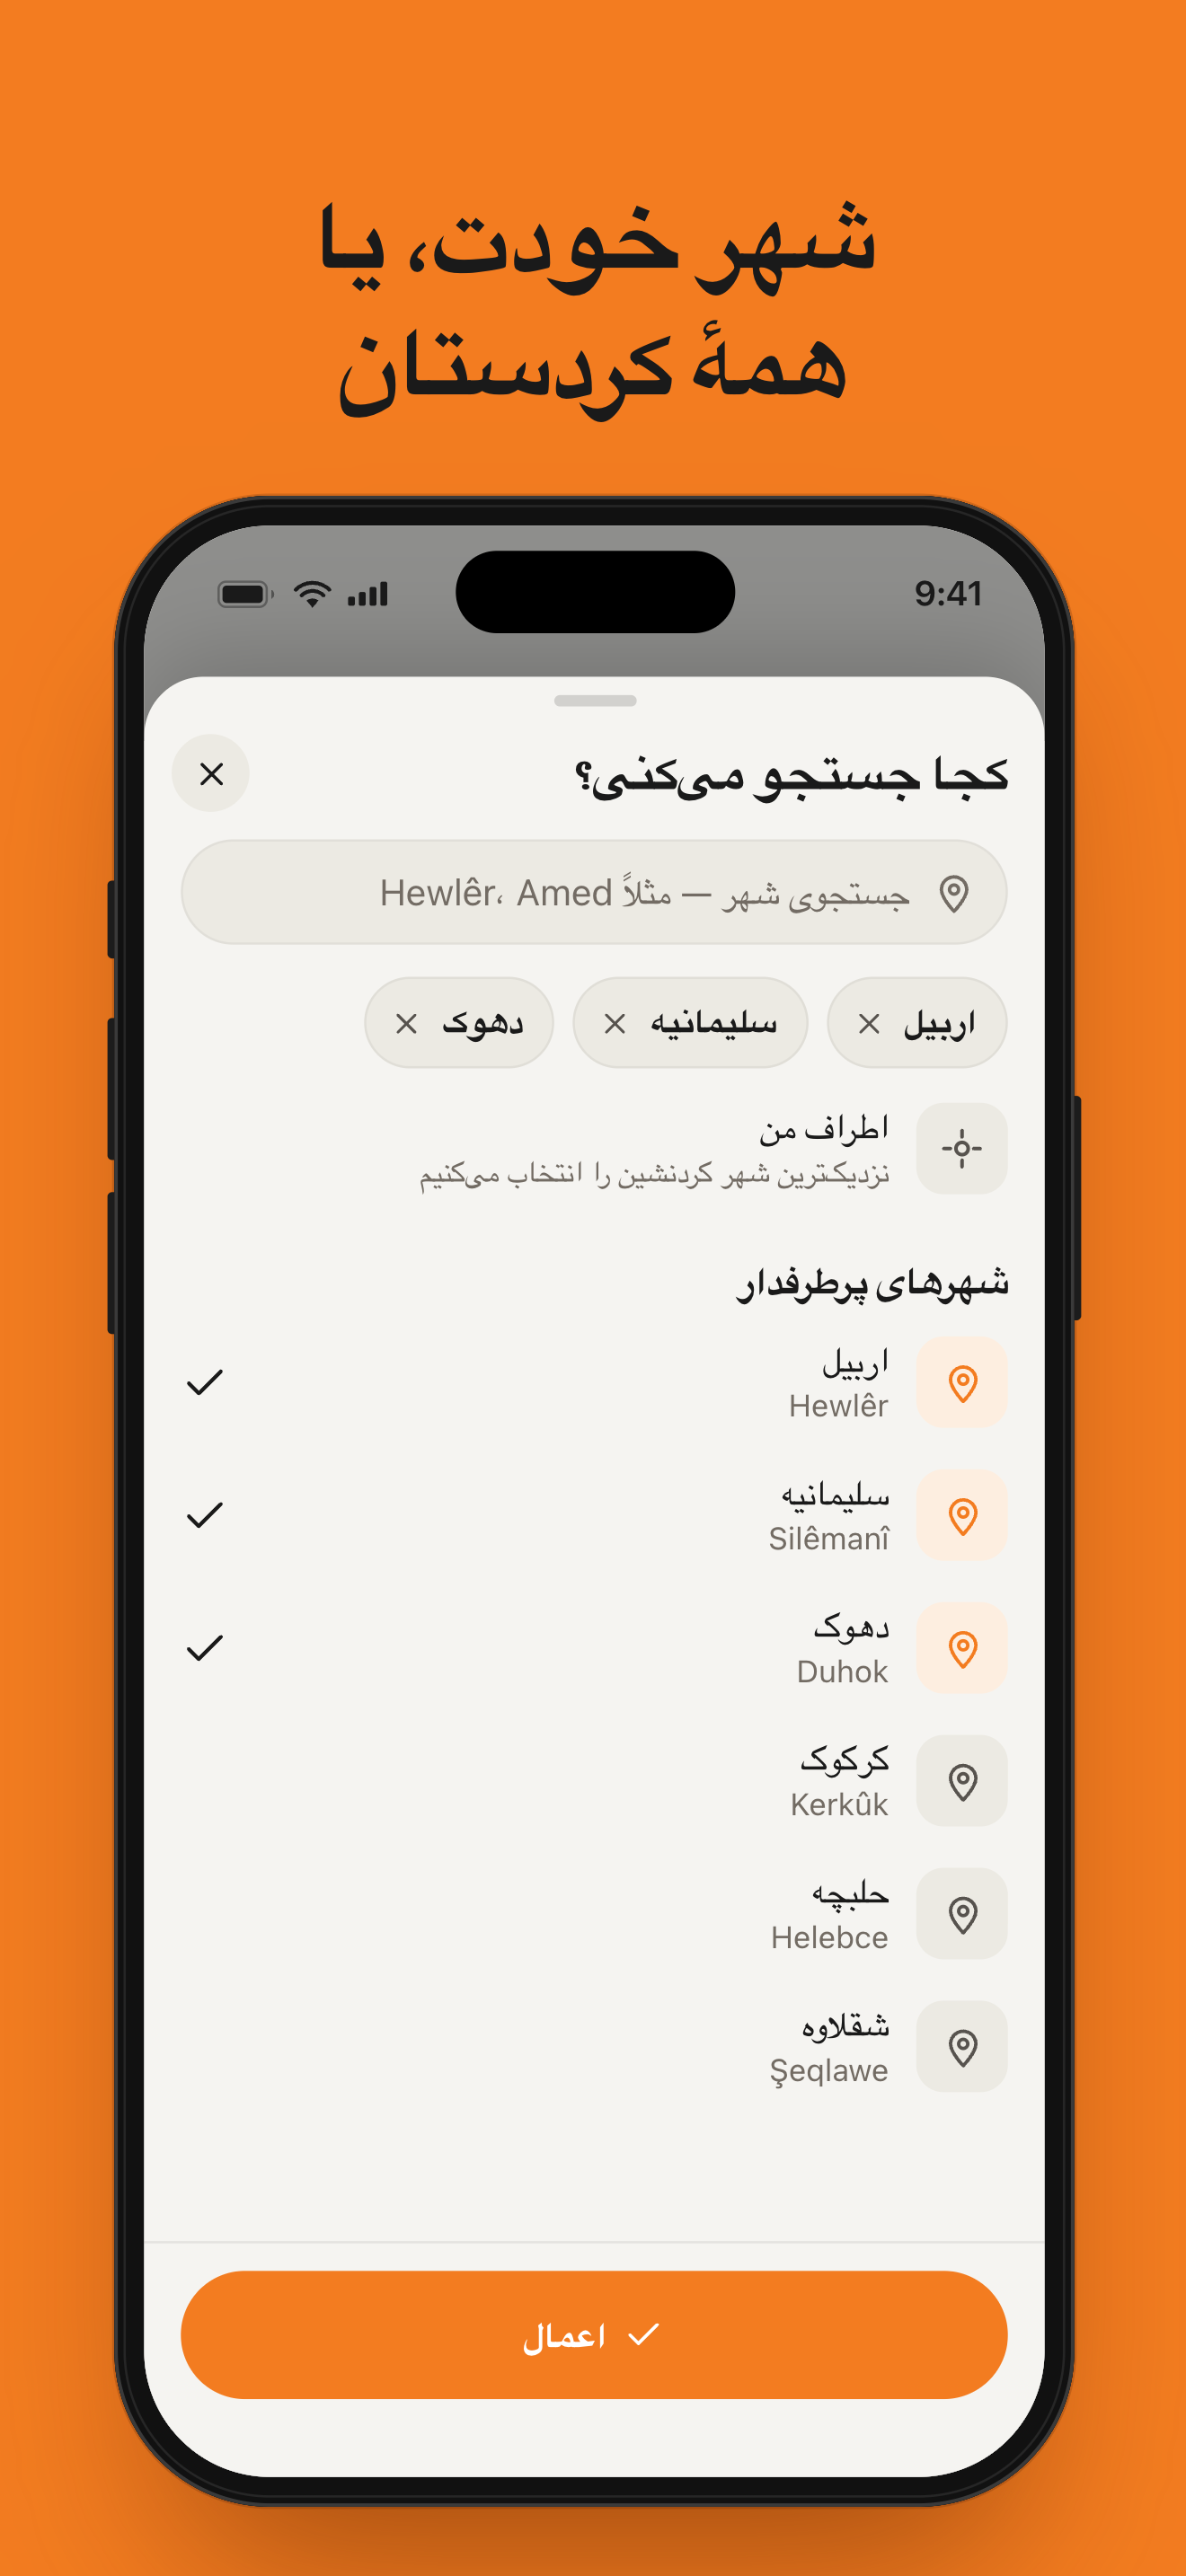 شهر خودت، یا
همهٔ کردستان
9:41
کجا جستجو می‌کنی؟
جستجوی شهر — مثلاً Hewlêr، Amed
اربیل
سلیمانیه
دهوک
اطراف من
نزدیک‌ترین شهر کردنشین را انتخاب می‌کنیم
شهرهای پرطرفدار
اربیل
Hewlêr
سلیمانیه
Silêmanî
دهوک
Duhok
کرکوک
Kerkûk
حلبچه
Helebce
شقلاوه
Şeqlawe
اعمال